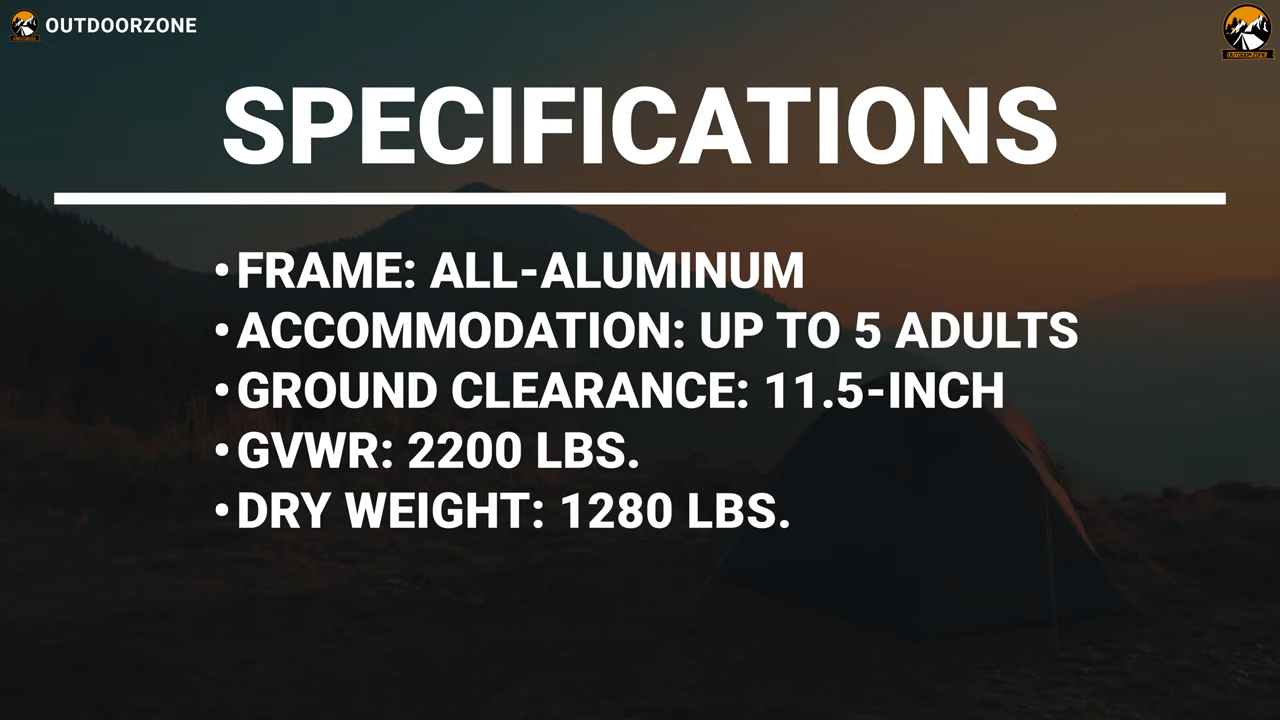 OUTDOORZONE
OUTDOORZONE
SPECIFICATIONS
•FRAME: ALL-ALUMINUM
•ACCOMMODATION: UP TO 5 ADULTS
•GROUND CLEARANCE: 11.5-INCH
•GVWR: 2200 LBS.
•DRY WEIGHT: 1280 LBS.